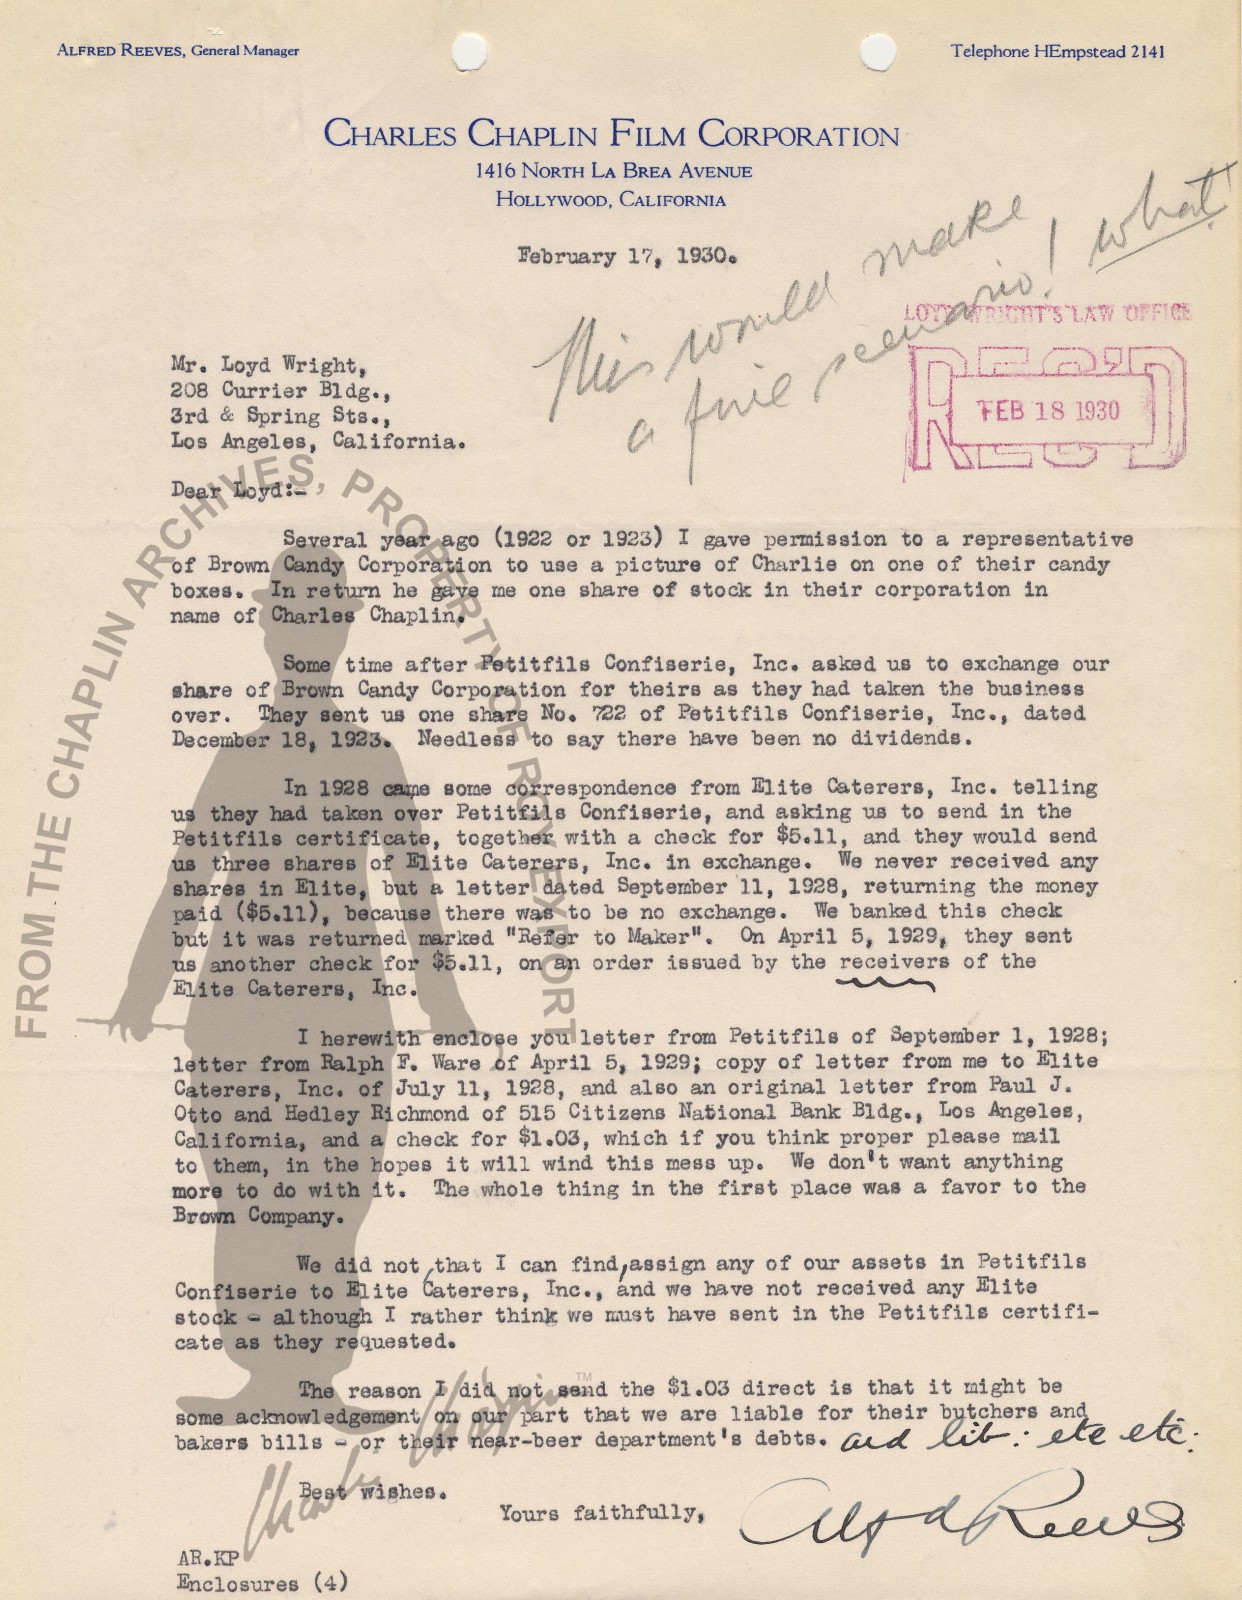 ALFRED REEVES, General Manager
Telephone HEmpstead 2141
CHARLES CHAPLIN FILM CORPORATION
1416 NORTH LA BREA AVENUE
HOLLYWOOD, CALIFORNIA
February 17, 1930.
This would make
a fine scenario! what!
LOYD WRIGHT'S LAW OFFICE
REC'D
FEB 18 1930
Mr. Loyd Wright,
208 Currier Bldg.,
3rd & Spring Sts.,
Los Angeles, California.
Dear Loyd:-
Several year ago (1922 or 1923) I gave permission to a representative
of Brown Candy Corporation to use a picture of Charlie on one of their candy
boxes. In return he gave me one share of stock in their corporation in
name of Charles Chaplin.
Some time after Petitfils Confiserie, Inc. asked us to exchange our
share of Brown Candy Corporation for theirs as they had taken the business
over. They sent us one share No. 722 of Petitfils Confiserie, Inc., dated
December 18, 1923. Needless to say there have been no dividends.
In 1928 came some correspondence from Elite Caterers, Inc. telling
us they had taken over Petitfils Confiserie, and asking us to send in the
Petitfils certificate, together with a check for $5.11, and they would send
us three shares of Elite Caterers, Inc. in exchange. We never received any
shares in Elite, but a letter dated September 11, 1928, returning the money
paid ($5.11), because there was to be no exchange. We banked this check
but it was returned marked "Refer to Maker". On April 5, 1929, they sent
us another check for $5.11, on an order issued by the receivers of the
Elite Caterers, Inc.
I herewith enclose you letter from Petitfils of September 1, 1928;
letter from Ralph F. Ware of April 5, 1929; copy of letter from me to Elite
Caterers, Inc. of July 11, 1928, and also an original letter from Paul J.
Otto and Hedley Richmond of 515 Citizens National Bank Bldg., Los Angeles,
California, and a check for $1.03, which if you think proper please mail
to them, in the hopes it will wind this mess up. We don't want anything
more to do with it. The whole thing in the first place was a favor to the
Brown Company.
We did not, that I can find, assign any of our assets in Petitfils
Confiserie to Elite Caterers, Inc., and we have not received any Elite
stock - although I rather think we must have sent in the Petitfils certifi-
cate as they requested.
The reason I did not send the $1.03 direct is that it might be
some acknowledgement on our part that we are liable for their butchers and
bakers bills - or their near-beer department's debts. and lib: etc etc:
Best wishes.
Yours faithfully,
Alfred Reeves
AR.KP
Enclosures (4)
FROM THE CHAPLIN ARCHIVES, PROPERTY OF ROY EXPORT
Charlie Chaplin™